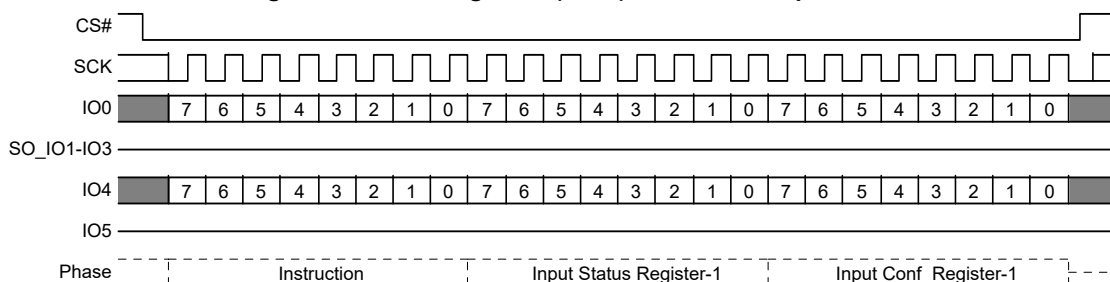 CS#
SCK
IO0 7 6 5 4 3 2 1 0 7 6 5 4 3 2 1 0 7 6 5 4 3 2 1 0
SO_IO1-IO3
IO4 7 6 5 4 3 2 1 0 7 6 5 4 3 2 1 0 7 6 5 4 3 2 1 0
IO5
Phase Instruction Input Status Register-1 Input Conf Register-1